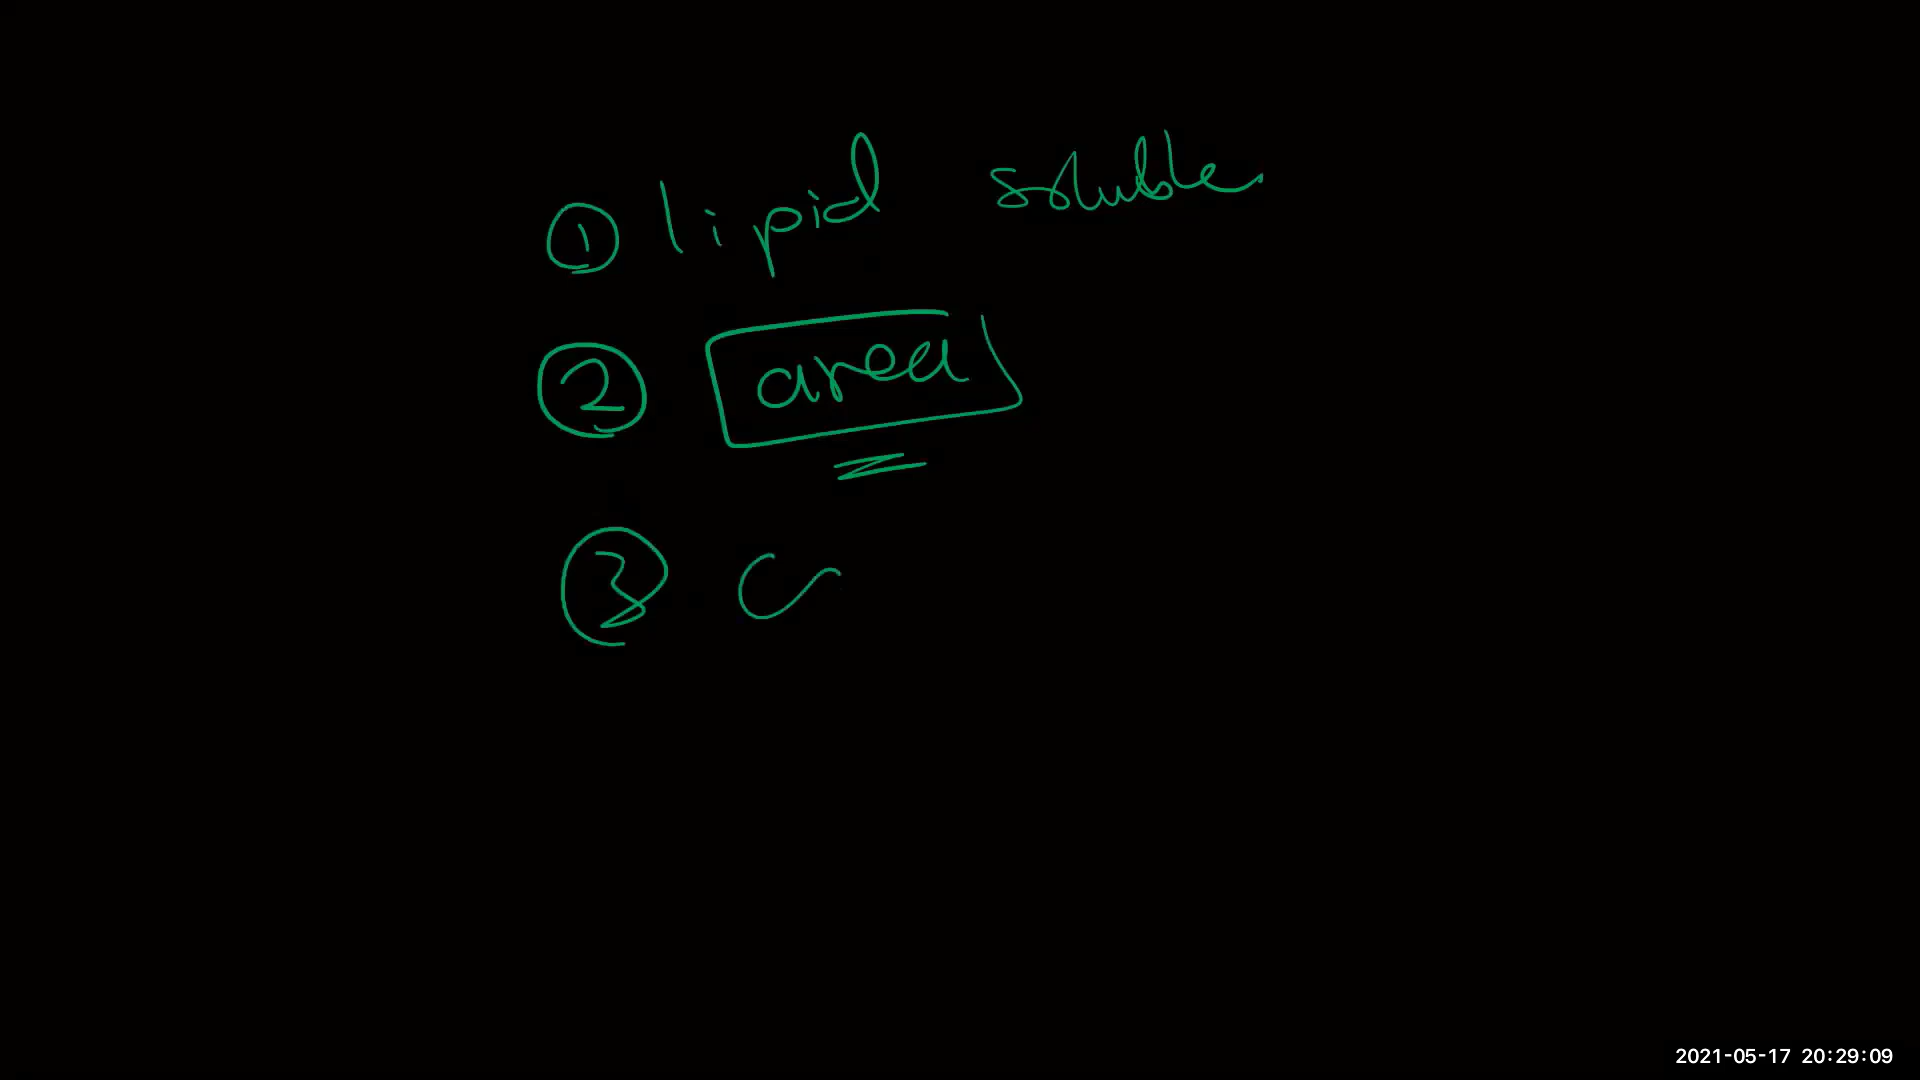 ① lipid soluble
② area
③ C
2021-05-17 20:29:09